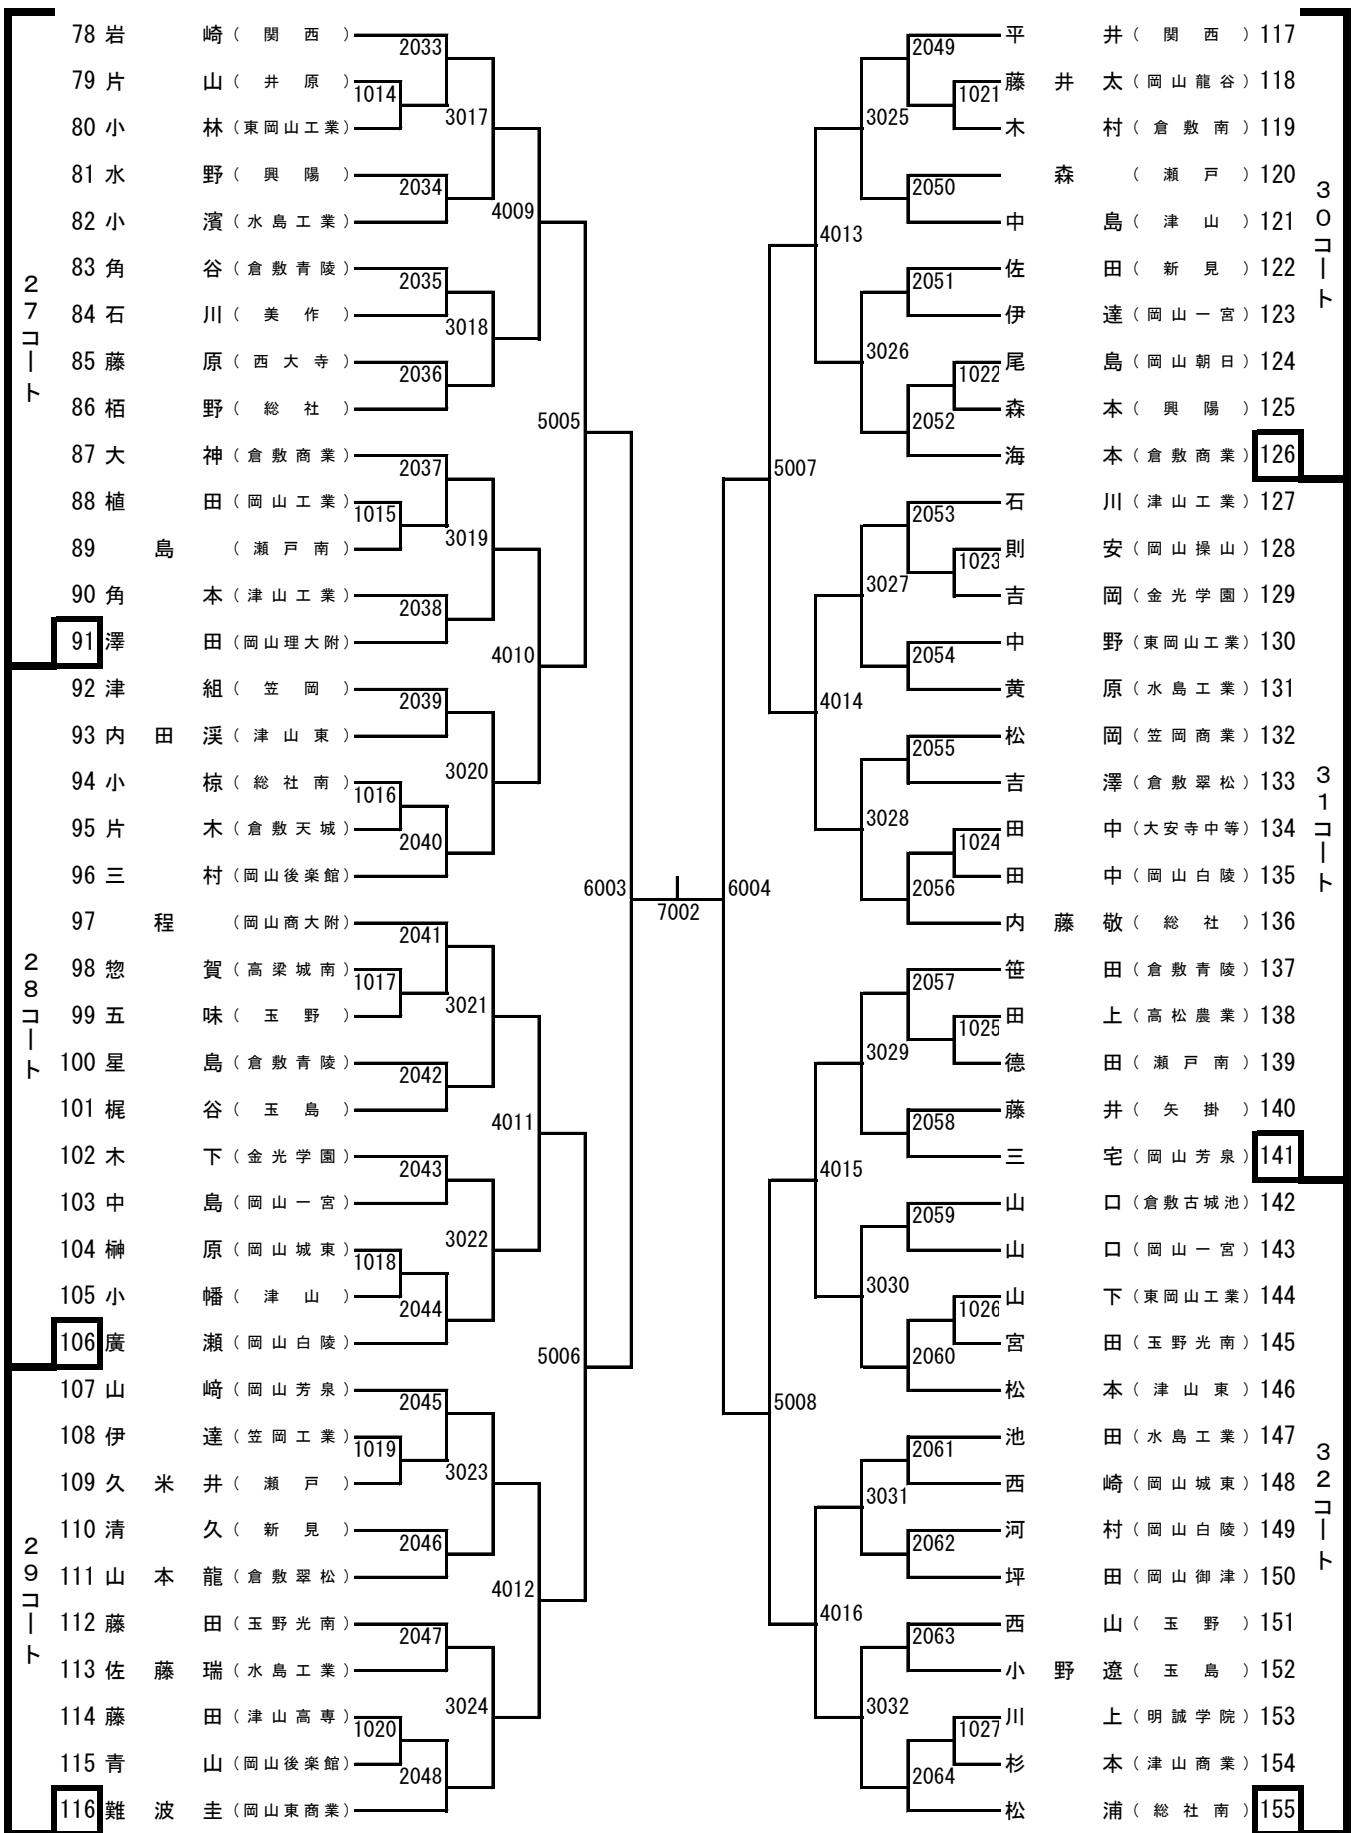 27コート
78 岩崎（関西）
79 片山（井原）
80 小林（東岡山工業）
81 水野（興陽）
82 小濱（水島工業）
83 角谷（倉敷青陵）
84 石川（美作）
85 藤原（西大寺）
86 栢野（総社）
87 大神（倉敷商業）
88 植田（岡山工業）
89 島（瀬戸南）
90 角本（津山工業）
91 澤田（岡山理大附）
28コート
92 津組（笠岡）
93 内田渓（津山東）
94 小椋（総社南）
95 片木（倉敷天城）
96 三村（岡山後楽館）
97 程（岡山商大附）
98 惣賀（高梁城南）
99 五味（玉野）
100 星島（倉敷青陵）
101 梶谷（玉島）
102 木下（金光学園）
103 中島（岡山一宮）
104 榊原（岡山城東）
105 小幡（津山）
106 廣瀬（岡山白陵）
29コート
107 山﨑（岡山芳泉）
108 伊達（笠岡工業）
109 久米井（瀬戸）
110 清久（新見）
111 山本龍（倉敷翠松）
112 藤田（玉野光南）
113 佐藤瑞（水島工業）
114 藤田（津山高専）
115 青山（岡山後楽館）
116 難波圭（岡山東商業）
1014
1015
1016
1017
1018
1019
1020
2033
2034
2035
2036
2037
2038
2039
2040
2041
2042
2043
2044
2045
2046
2047
2048
3017
3018
3019
3020
3021
3022
3023
3024
4009
4010
4011
4012
5005
5006
6003
7002
6004
5007
5008
4013
4014
4015
4016
3025
3026
3027
3028
3029
3030
3031
3032
2049
2050
2051
2052
2053
2054
2055
2056
2057
2058
2059
2060
2061
2062
2063
2064
1021
1022
1023
1024
1025
1026
1027
30コート
平井（関西）117
藤井太（岡山龍谷）118
木村（倉敷南）119
森（瀬戸）120
中島（津山）121
佐田（新見）122
伊達（岡山一宮）123
尾島（岡山朝日）124
森本（興陽）125
海本（倉敷商業）126
31コート
石川（津山工業）127
則安（岡山操山）128
吉岡（金光学園）129
中野（東岡山工業）130
黄原（水島工業）131
松岡（笠岡商業）132
吉澤（倉敷翠松）133
田中（大安寺中等）134
田中（岡山白陵）135
内藤敬（総社）136
笹田（倉敷青陵）137
田上（高松農業）138
德田（瀬戸南）139
藤井（矢掛）140
三宅（岡山芳泉）141
32コート
山口（倉敷古城池）142
山口（岡山一宮）143
山下（東岡山工業）144
宮田（玉野光南）145
松本（津山東）146
池田（水島工業）147
西崎（岡山城東）148
河村（岡山白陵）149
坪田（岡山御津）150
西山（玉野）151
小野遼（玉島）152
川上（明誠学院）153
杉本（津山商業）154
松浦（総社南）155